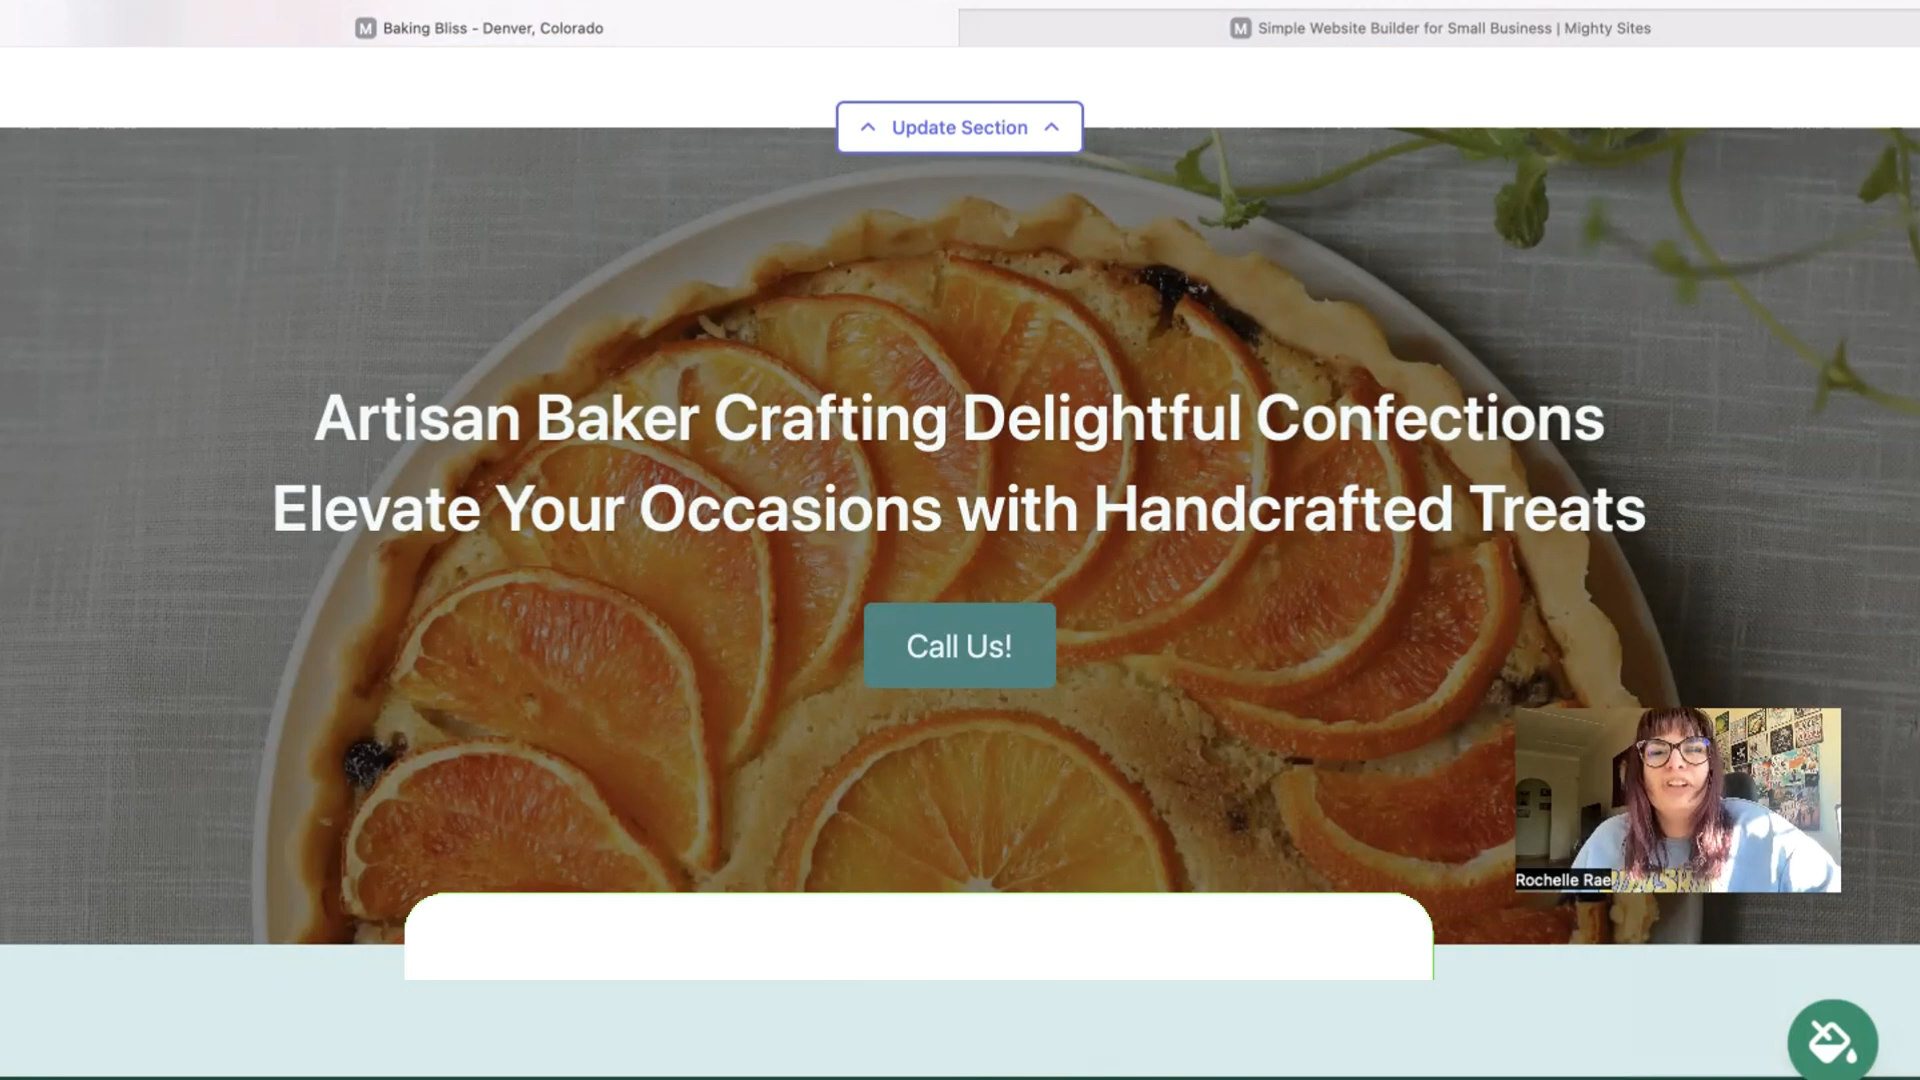 M Baking Bliss - Denver, Colorado
M Simple Website Builder for Small Business | Mighty Sites
Update Section
Artisan Baker Crafting Delightful Confections
Elevate Your Occasions with Handcrafted Treats
Call Us!
Rochelle Rae